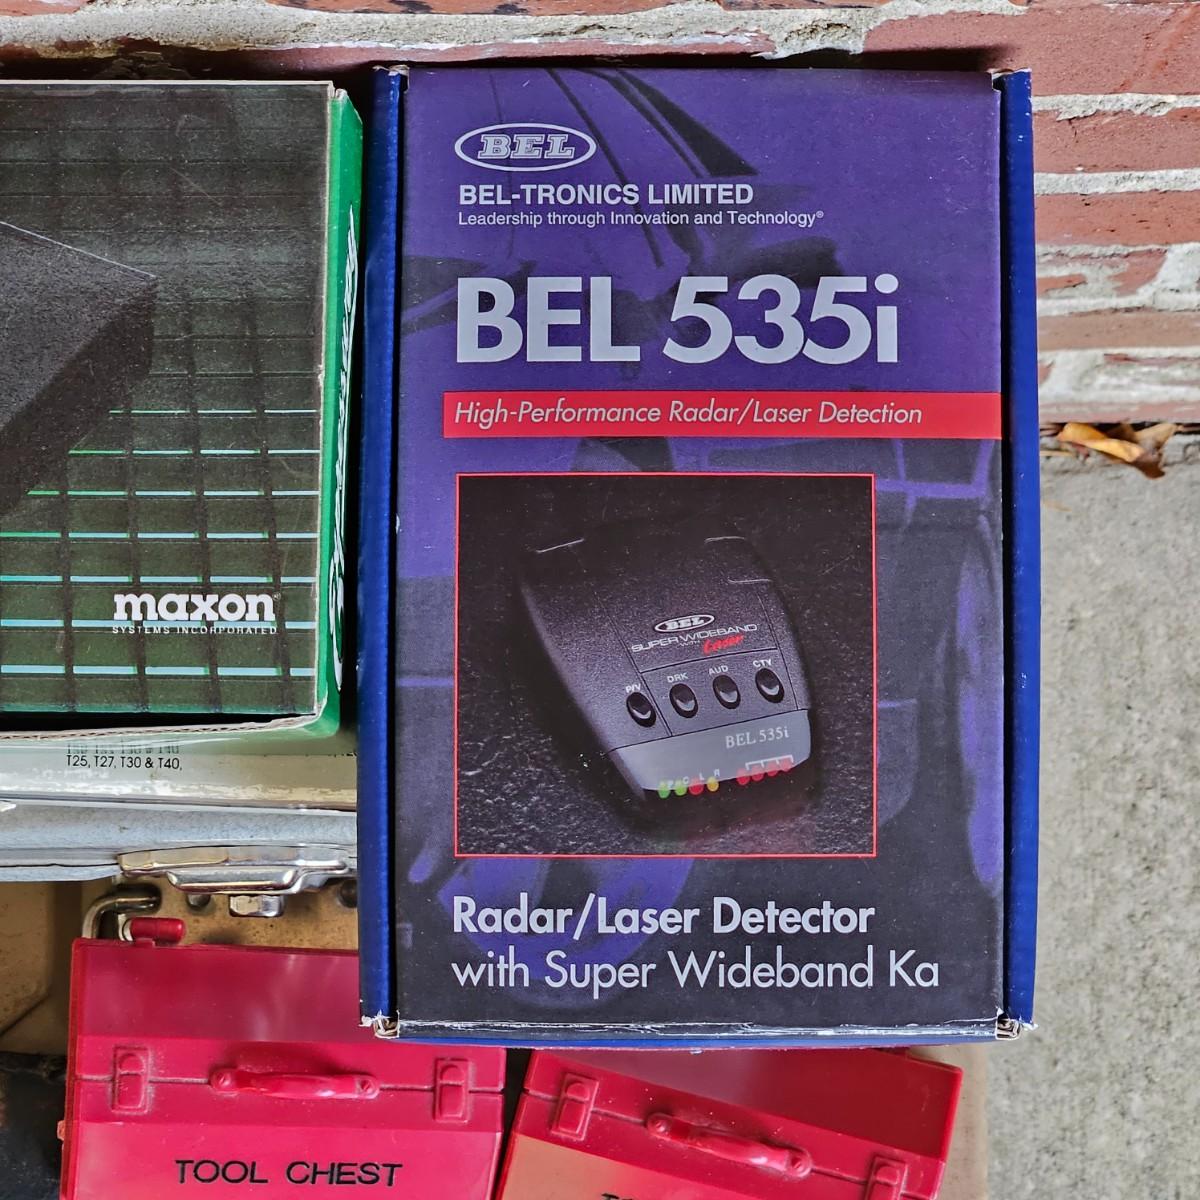 BEL
BEL-TRONICS LIMITED
Leadership through Innovation and Technology®
BEL 535i
High-Performance Radar/Laser Detection
BEL
SUPER WIDEBAND
WITH Laser
P/V DRK AUD CTY
BEL 535i
Radar/Laser Detector
with Super Wideband Ka
maxon
SYSTEMS INCORPORATED
T25, T27, T30 & T40,
TOOL CHEST